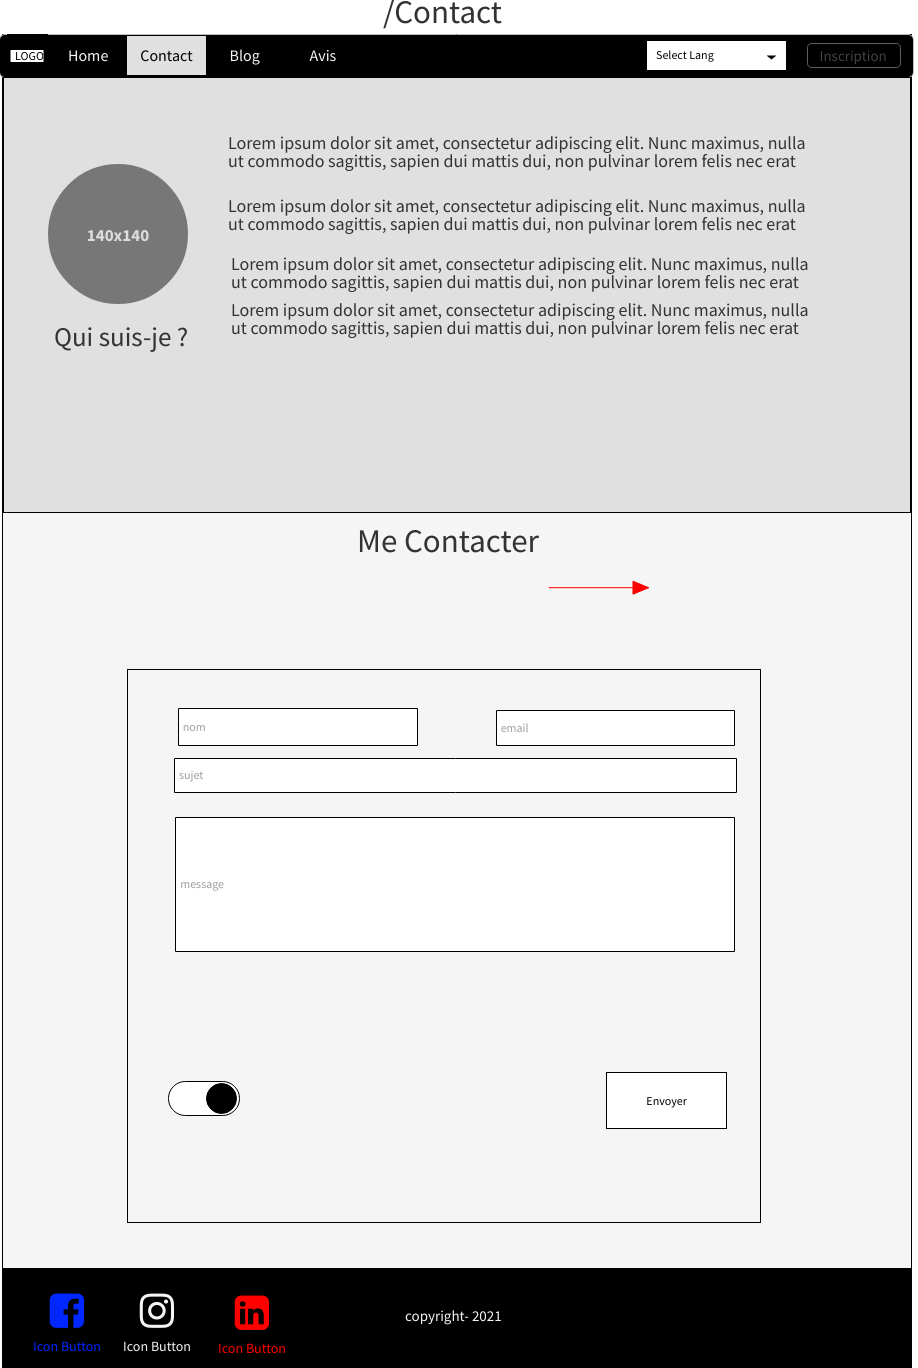 /Contact
LOGO Home Contact Blog Avis Select Lang Inscription
Lorem ipsum dolor sit amet, consectetur adipiscing elit. Nunc maximus, nulla
ut commodo sagittis, sapien dui mattis dui, non pulvinar lorem felis nec erat
Lorem ipsum dolor sit amet, consectetur adipiscing elit. Nunc maximus, nulla
ut commodo sagittis, sapien dui mattis dui, non pulvinar lorem felis nec erat
Lorem ipsum dolor sit amet, consectetur adipiscing elit. Nunc maximus, nulla
ut commodo sagittis, sapien dui mattis dui, non pulvinar lorem felis nec erat
Lorem ipsum dolor sit amet, consectetur adipiscing elit. Nunc maximus, nulla
ut commodo sagittis, sapien dui mattis dui, non pulvinar lorem felis nec erat
140x140
Qui suis-je ?
Me Contacter
nom email
sujet
message
Envoyer
Icon Button Icon Button Icon Button
copyright- 2021